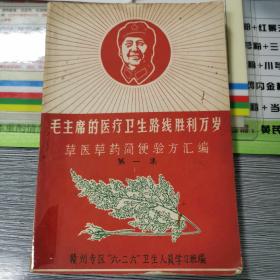 毛主席的医疗卫生路线胜利万岁
草医草药简便验方汇编
第一集
赣州专区“六·二六”卫生人员学习班编